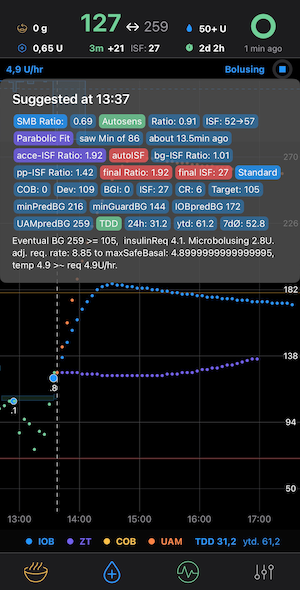 0 g 127 ↔ 259 50+ U
0,65 U 3m +21 ISF: 27 2d 2h 1 min ago
4,9 U/hr Bolusing
Suggested at 13:37
SMB Ratio: 0.69 Autosens Ratio: 0.91 ISF: 52→57
Parabolic Fit saw Min of 86 about 13.5min ago
acce-ISF Ratio: 1.92 autoISF bg-ISF Ratio: 1.01
270
pp-ISF Ratio: 1.42 final Ratio: 1.92 final ISF: 27 Standard
COB: 0 Dev: 109 BGI: 0 ISF: 27 CR: 6 Target: 105
minPredBG 216 minGuardBG 144 IOBpredBG 172
UAMpredBG 259 TDD 24h: 31.2 ytd: 61.2 7dØ: 52.8
226
Eventual BG 259 >= 105, insulinReq 4.1. Microbolusing 2.8U.
adj. req. rate: 8.85 to maxSafeBasal: 4.8999999999999995,
temp 4.9 >~ req 4.9U/hr.
182
138
.8
.1
94
50
13:00 14:00 15:00 16:00 17:00
IOB ZT COB UAM TDD 31,2 ytd. 61,2